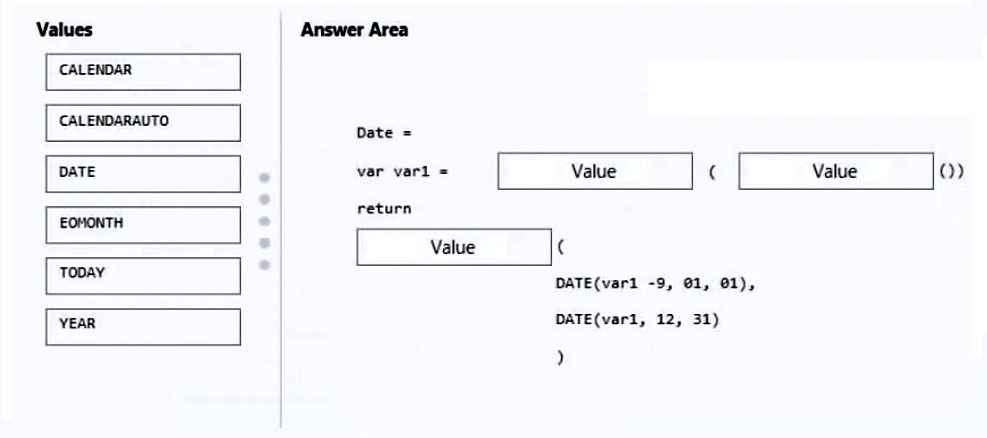 Values
CALENDAR
CALENDARAUTO
DATE
EOMONTH
TODAY
YEAR
Answer Area
Date =
var var1 = Value ( Value ())
return
Value (
DATE(var1 -9, 01, 01),
DATE(var1, 12, 31)
)